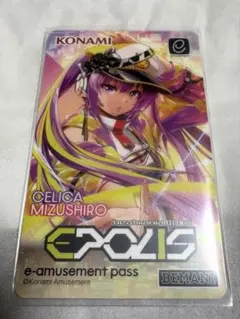 KONAMI
e
CELICA
MIZUSHIRO
EPOLIS
e-amusement pass
©Konami Amusement
BEMANI